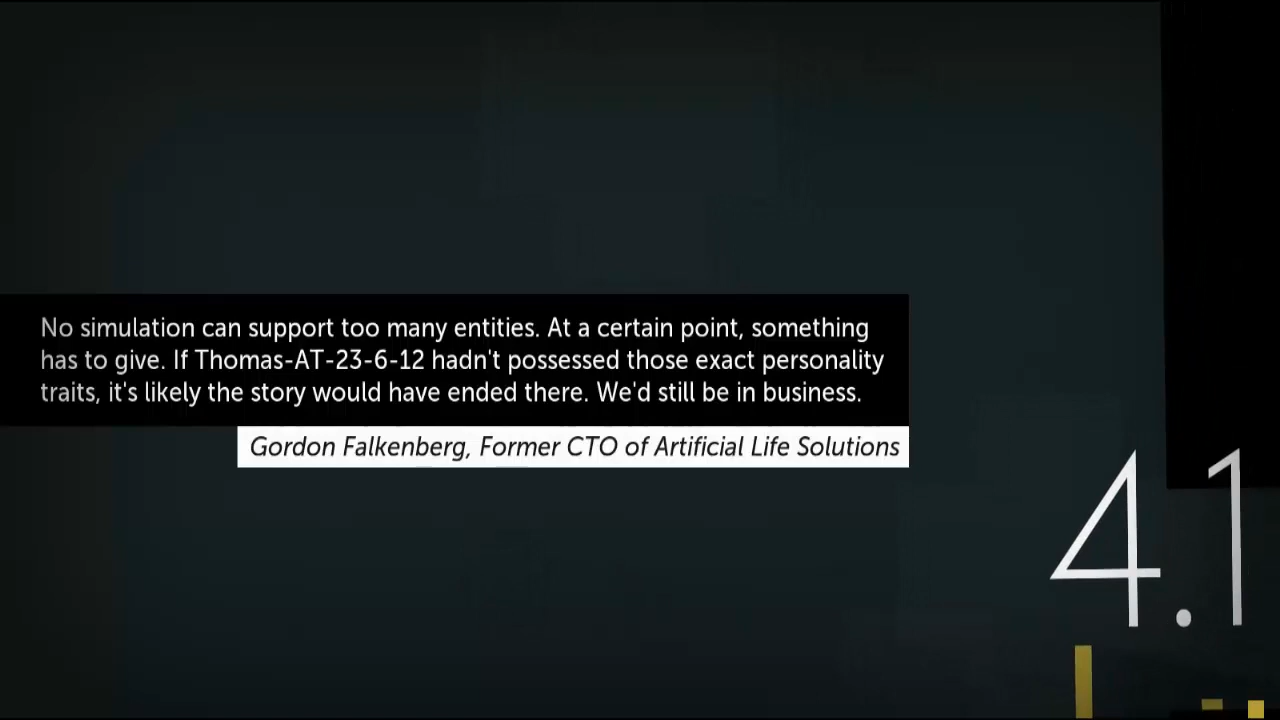 No simulation can support too many entities. At a certain point, something
has to give. If Thomas-AT-23-6-12 hadn't possessed those exact personality
traits, it's likely the story would have ended there. We'd still be in business.
Gordon Falkenberg, Former CTO of Artificial Life Solutions
4.1